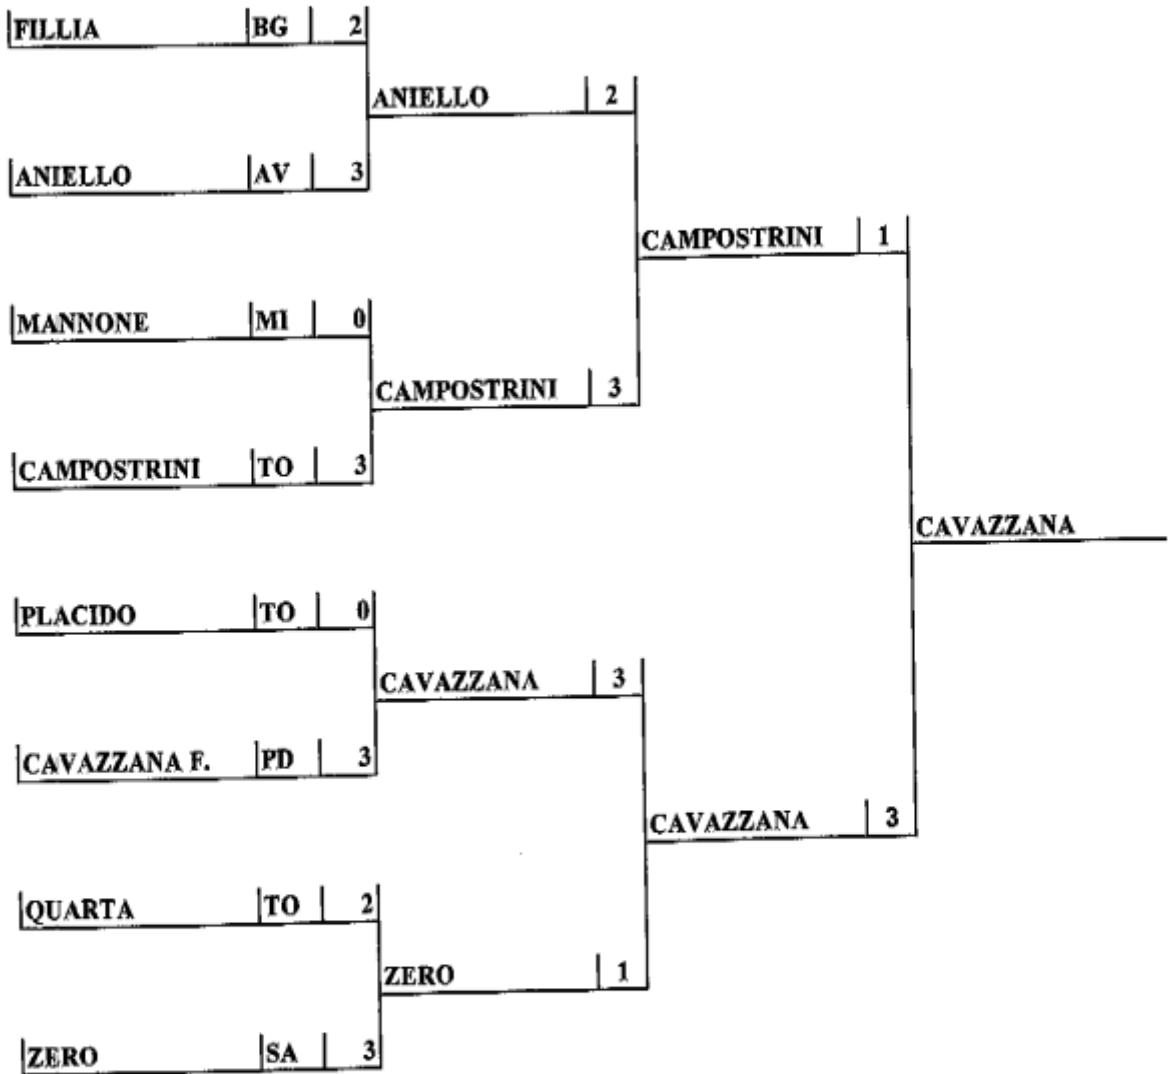 FILLIA BG 2
ANIELLO 2
ANIELLO AV 3
CAMPOSTRINI 1
MANNONE MI 0
CAMPOSTRINI 3
CAMPOSTRINI TO 3
CAVAZZANA
PLACIDO TO 0
CAVAZZANA 3
CAVAZZANA F. PD 3
CAVAZZANA 3
QUARTA TO 2
ZERO 1
ZERO SA 3